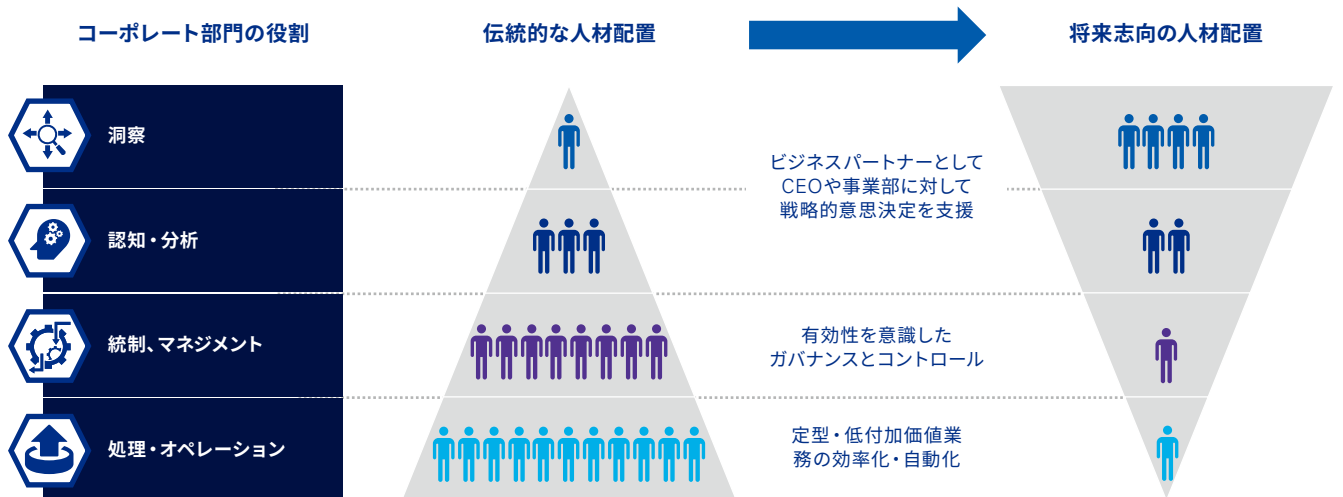 コーポレート部門の役割
伝統的な人材配置
将来志向の人材配置
洞察
認知・分析
統制、マネジメント
処理・オペレーション
ビジネスパートナーとして
CEOや事業部に対して
戦略的意思決定を支援
有効性を意識した
ガバナンスとコントロール
定型・低付加価値業
務の効率化・自動化